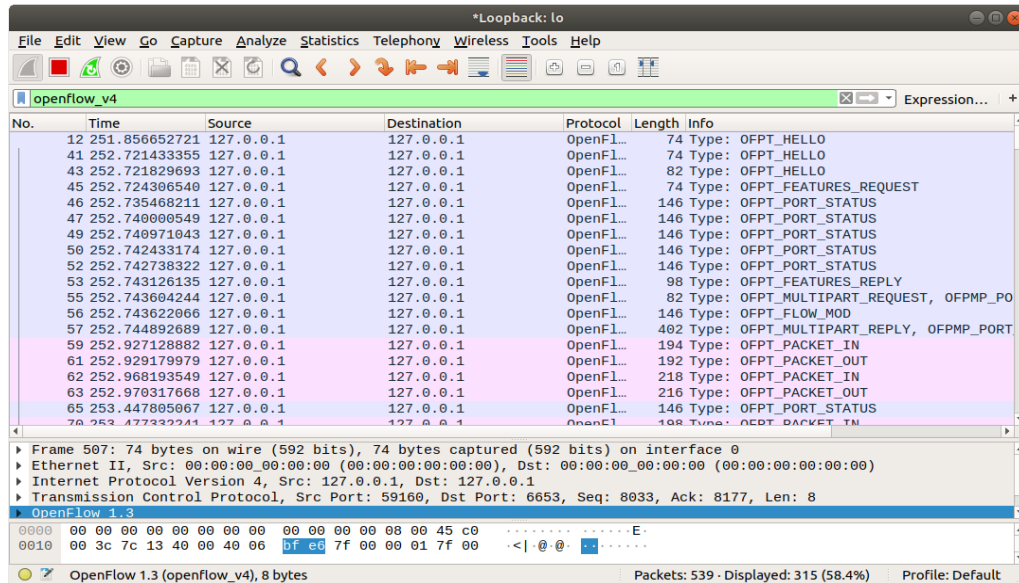 *Loopback: lo
File Edit View Go Capture Analyze Statistics Telephony Wireless Tools Help
openflow_v4 Expression… +
No. Time Source Destination Protocol Length Info
12 251.856652721 127.0.0.1 127.0.0.1 OpenFl… 74 Type: OFPT_HELLO
41 252.721433355 127.0.0.1 127.0.0.1 OpenFl… 74 Type: OFPT_HELLO
43 252.721829693 127.0.0.1 127.0.0.1 OpenFl… 82 Type: OFPT_HELLO
45 252.724306540 127.0.0.1 127.0.0.1 OpenFl… 74 Type: OFPT_FEATURES_REQUEST
46 252.735468211 127.0.0.1 127.0.0.1 OpenFl… 146 Type: OFPT_PORT_STATUS
47 252.740000549 127.0.0.1 127.0.0.1 OpenFl… 146 Type: OFPT_PORT_STATUS
49 252.740971043 127.0.0.1 127.0.0.1 OpenFl… 146 Type: OFPT_PORT_STATUS
50 252.742433174 127.0.0.1 127.0.0.1 OpenFl… 146 Type: OFPT_PORT_STATUS
52 252.742738322 127.0.0.1 127.0.0.1 OpenFl… 146 Type: OFPT_PORT_STATUS
53 252.743126135 127.0.0.1 127.0.0.1 OpenFl… 98 Type: OFPT_FEATURES_REPLY
55 252.743604244 127.0.0.1 127.0.0.1 OpenFl… 82 Type: OFPT_MULTIPART_REQUEST, OFPMP_PO
56 252.743622066 127.0.0.1 127.0.0.1 OpenFl… 146 Type: OFPT_FLOW_MOD
57 252.744892689 127.0.0.1 127.0.0.1 OpenFl… 402 Type: OFPT_MULTIPART_REPLY, OFPMP_PORT_
59 252.927128882 127.0.0.1 127.0.0.1 OpenFl… 194 Type: OFPT_PACKET_IN
61 252.929179979 127.0.0.1 127.0.0.1 OpenFl… 192 Type: OFPT_PACKET_OUT
62 252.968193549 127.0.0.1 127.0.0.1 OpenFl… 218 Type: OFPT_PACKET_IN
63 252.970317668 127.0.0.1 127.0.0.1 OpenFl… 216 Type: OFPT_PACKET_OUT
65 253.447805067 127.0.0.1 127.0.0.1 OpenFl… 146 Type: OFPT_PORT_STATUS
70 253.477332241 127.0.0.1 127.0.0.1 OpenFl… 198 Type: OFPT_PACKET_IN
Frame 507: 74 bytes on wire (592 bits), 74 bytes captured (592 bits) on interface 0
Ethernet II, Src: 00:00:00_00:00:00 (00:00:00:00:00:00), Dst: 00:00:00_00:00:00 (00:00:00:00:00:00)
Internet Protocol Version 4, Src: 127.0.0.1, Dst: 127.0.0.1
Transmission Control Protocol, Src Port: 59160, Dst Port: 6653, Seq: 8033, Ack: 8177, Len: 8
OpenFlow 1.3
0000 00 00 00 00 00 00 00 00 00 00 00 00 08 00 45 c0 ········ ······E·
0010 00 3c 7c 13 40 00 40 06 bf e6 7f 00 00 01 7f 00 ·<|·@·@· ········
OpenFlow 1.3 (openflow_v4), 8 bytes Packets: 539 · Displayed: 315 (58.4%) Profile: Default